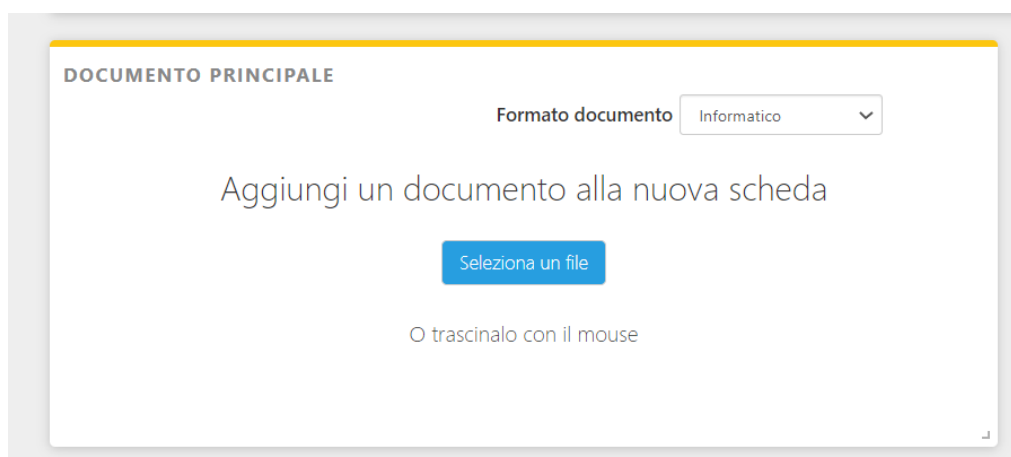 DOCUMENTO PRINCIPALE
Formato documento Informatico
Aggiungi un documento alla nuova scheda
Seleziona un file
O trascinalo con il mouse